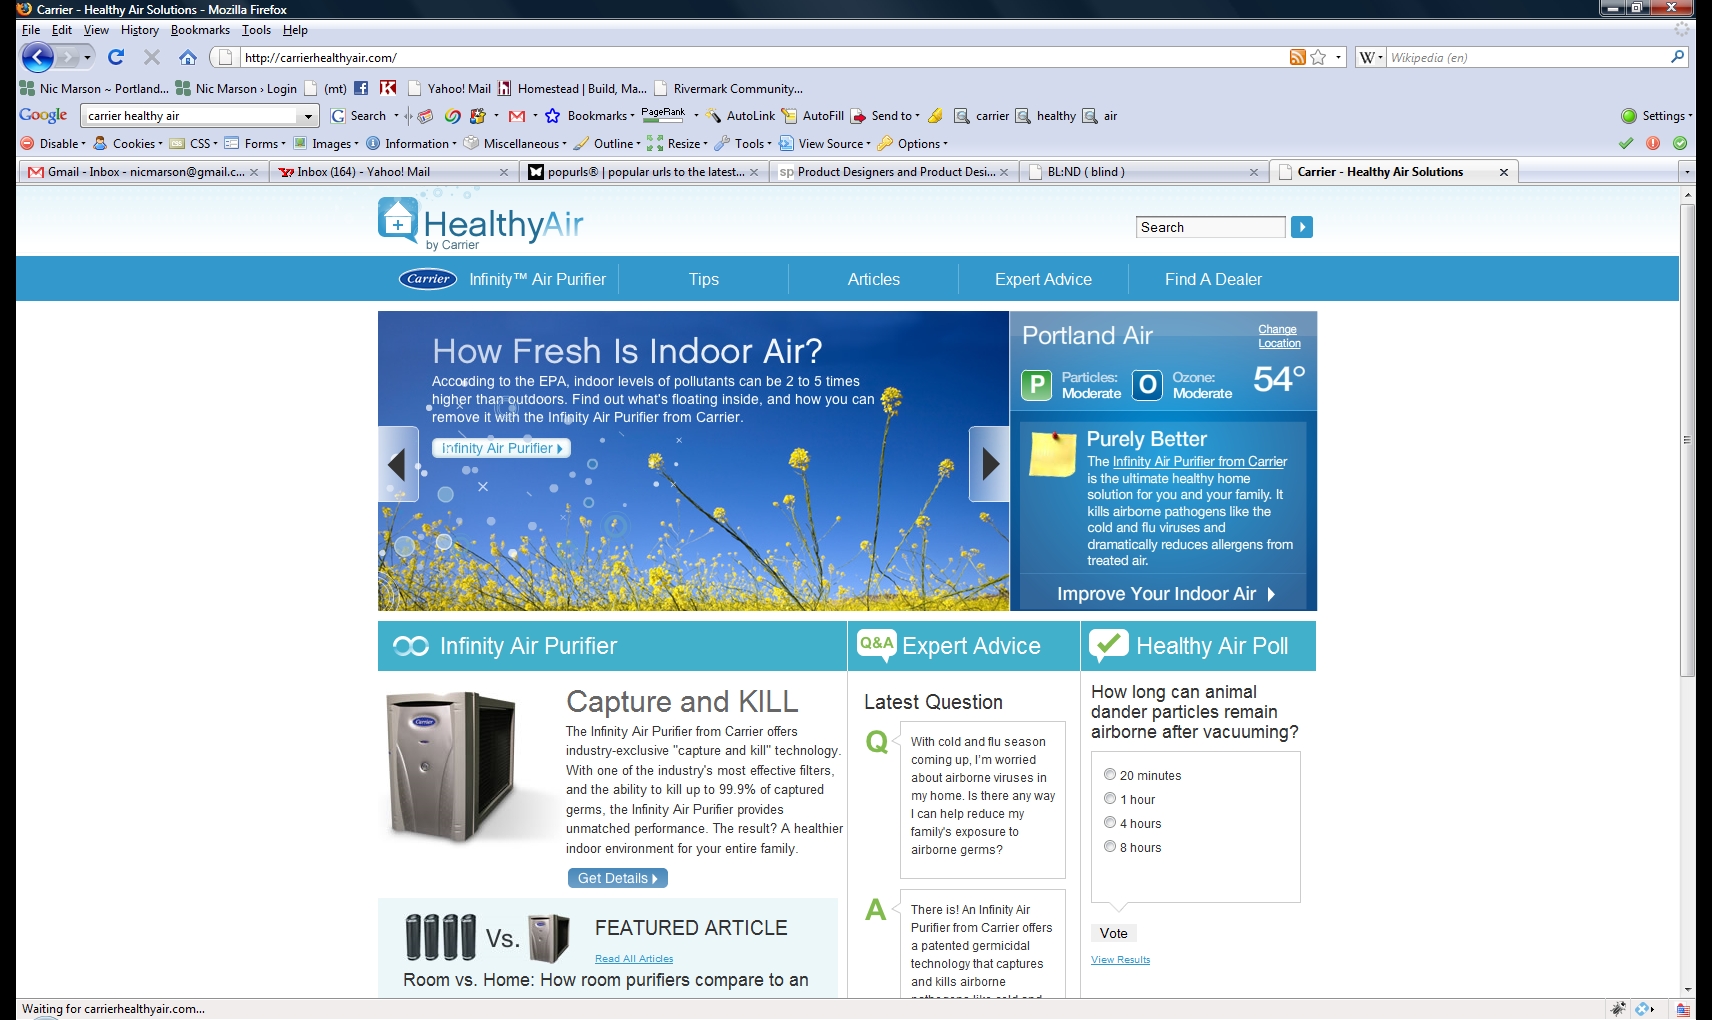 Carrier - Healthy Air Solutions - Mozilla Firefox
File Edit View History Bookmarks Tools Help
http://carrierhealthyair.com/
W Wikipedia (en)
Nic Marson ~ Portland... Nic Marson › Login (mt) f K Yahoo! Mail H Homestead | Build, Ma... Rivermark Community...
Google carrier healthy air G Search Bookmarks PageRank AutoLink AutoFill Send to carrier healthy air Settings
Disable Cookies CSS Forms Images Information Miscellaneous Outline Resize Tools View Source Options
Gmail - Inbox - nicmarson@gmail.c... Inbox (164) - Yahoo! Mail popurls® | popular urls to the latest... sp Product Designers and Product Desi... BL:ND ( blind ) Carrier - Healthy Air Solutions
HealthyAir
by Carrier
Search
Carrier Infinity™ Air Purifier Tips Articles Expert Advice Find A Dealer
How Fresh Is Indoor Air?
According to the EPA, indoor levels of pollutants can be 2 to 5 times
higher than outdoors. Find out what's floating inside, and how you can
remove it with the Infinity Air Purifier from Carrier.
Infinity Air Purifier
Portland Air
Change
Location
P Particles:
Moderate
O Ozone:
Moderate
54°
Purely Better
The Infinity Air Purifier from Carrier
is the ultimate healthy home
solution for you and your family. It
kills airborne pathogens like the
cold and flu viruses and
dramatically reduces allergens from
treated air.
Improve Your Indoor Air
Infinity Air Purifier
Carrier
Capture and KILL
The Infinity Air Purifier from Carrier offers
industry-exclusive "capture and kill" technology.
With one of the industry's most effective filters,
and the ability to kill up to 99.9% of captured
germs, the Infinity Air Purifier provides
unmatched performance. The result? A healthier
indoor environment for your entire family.
Get Details
Vs.
FEATURED ARTICLE
Read All Articles
Room vs. Home: How room purifiers compare to an
Q&A Expert Advice
Latest Question
Q
With cold and flu season
coming up, I'm worried
about airborne viruses in
my home. Is there any way
I can help reduce my
family's exposure to
airborne germs?
A
There is! An Infinity Air
Purifier from Carrier offers
a patented germicidal
technology that captures
and kills airborne
pathogens like cold and
Healthy Air Poll
How long can animal
dander particles remain
airborne after vacuuming?
20 minutes
1 hour
4 hours
8 hours
Vote
View Results
Waiting for carrierhealthyair.com...